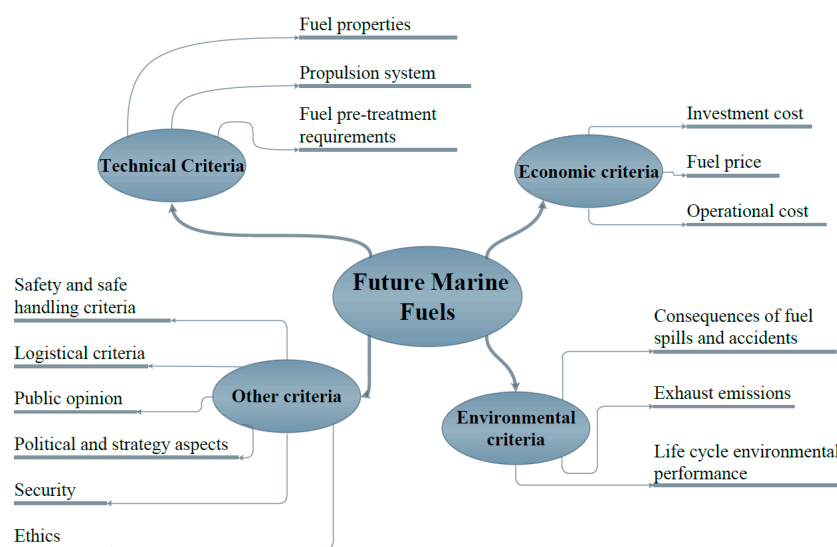 Fuel properties
Propulsion system
Fuel pre-treatment
requirements
Technical Criteria
Investment cost
Fuel price
Operational cost
Economic criteria
Future Marine
Fuels
Safety and safe
handling criteria
Logistical criteria
Public opinion
Political and strategy aspects
Security
Ethics
Other criteria
Consequences of fuel
spills and accidents
Exhaust emissions
Life cycle environmental
performance
Environmental
criteria